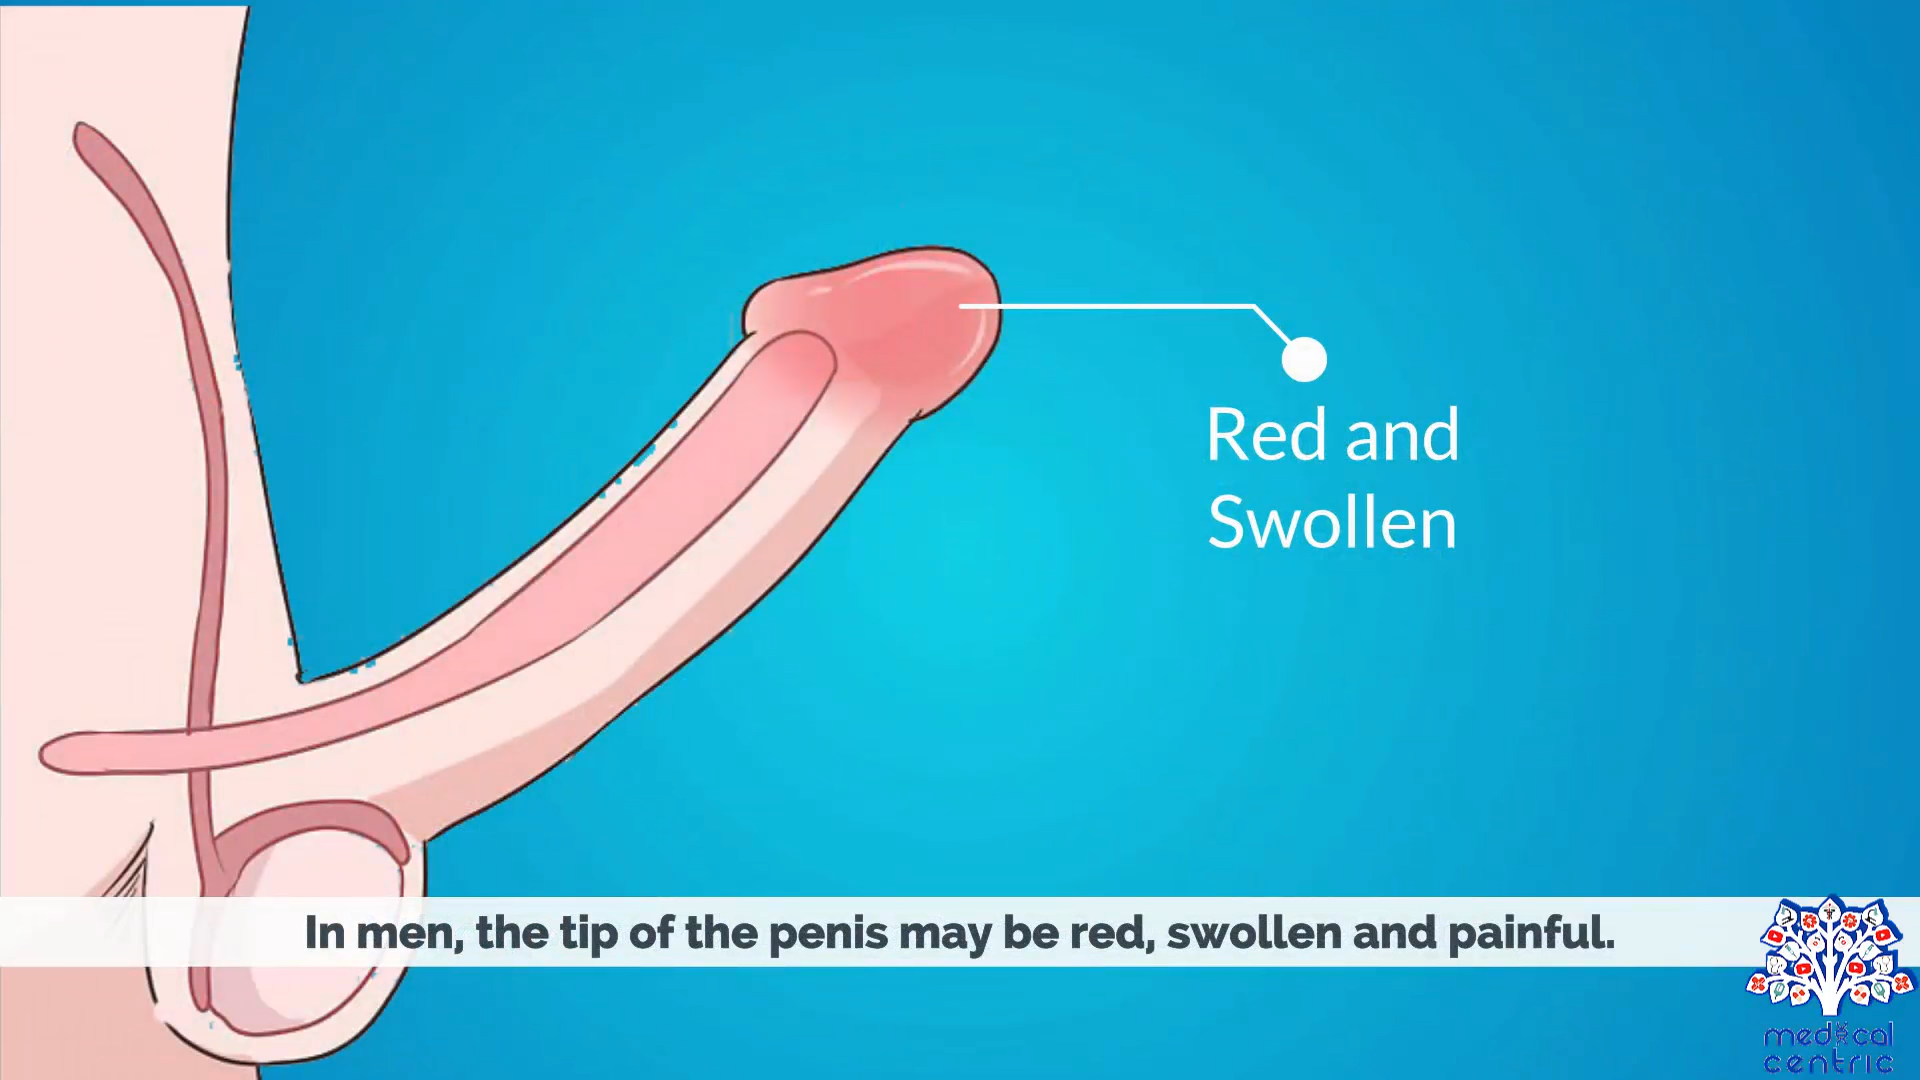 Red and
Swollen
In men, the tip of the penis may be red, swollen and painful.
medical
centric